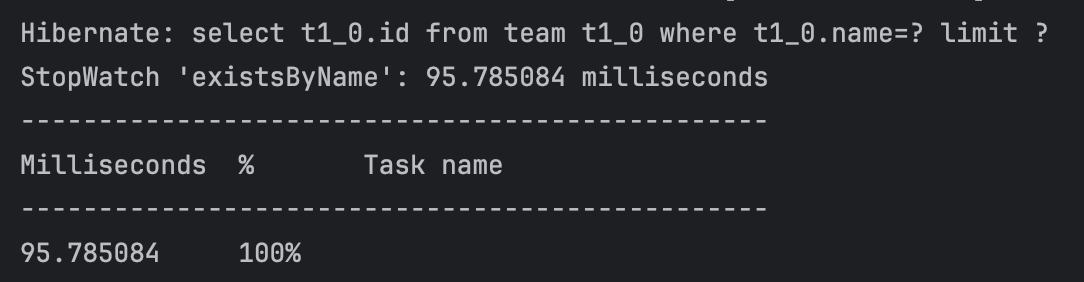 Hibernate: select t1_0.id from team t1_0 where t1_0.name=? limit ?
StopWatch 'existsByName': 95.785084 milliseconds
------------------------------------------------
Milliseconds  %       Task name
------------------------------------------------
95.785084     100%